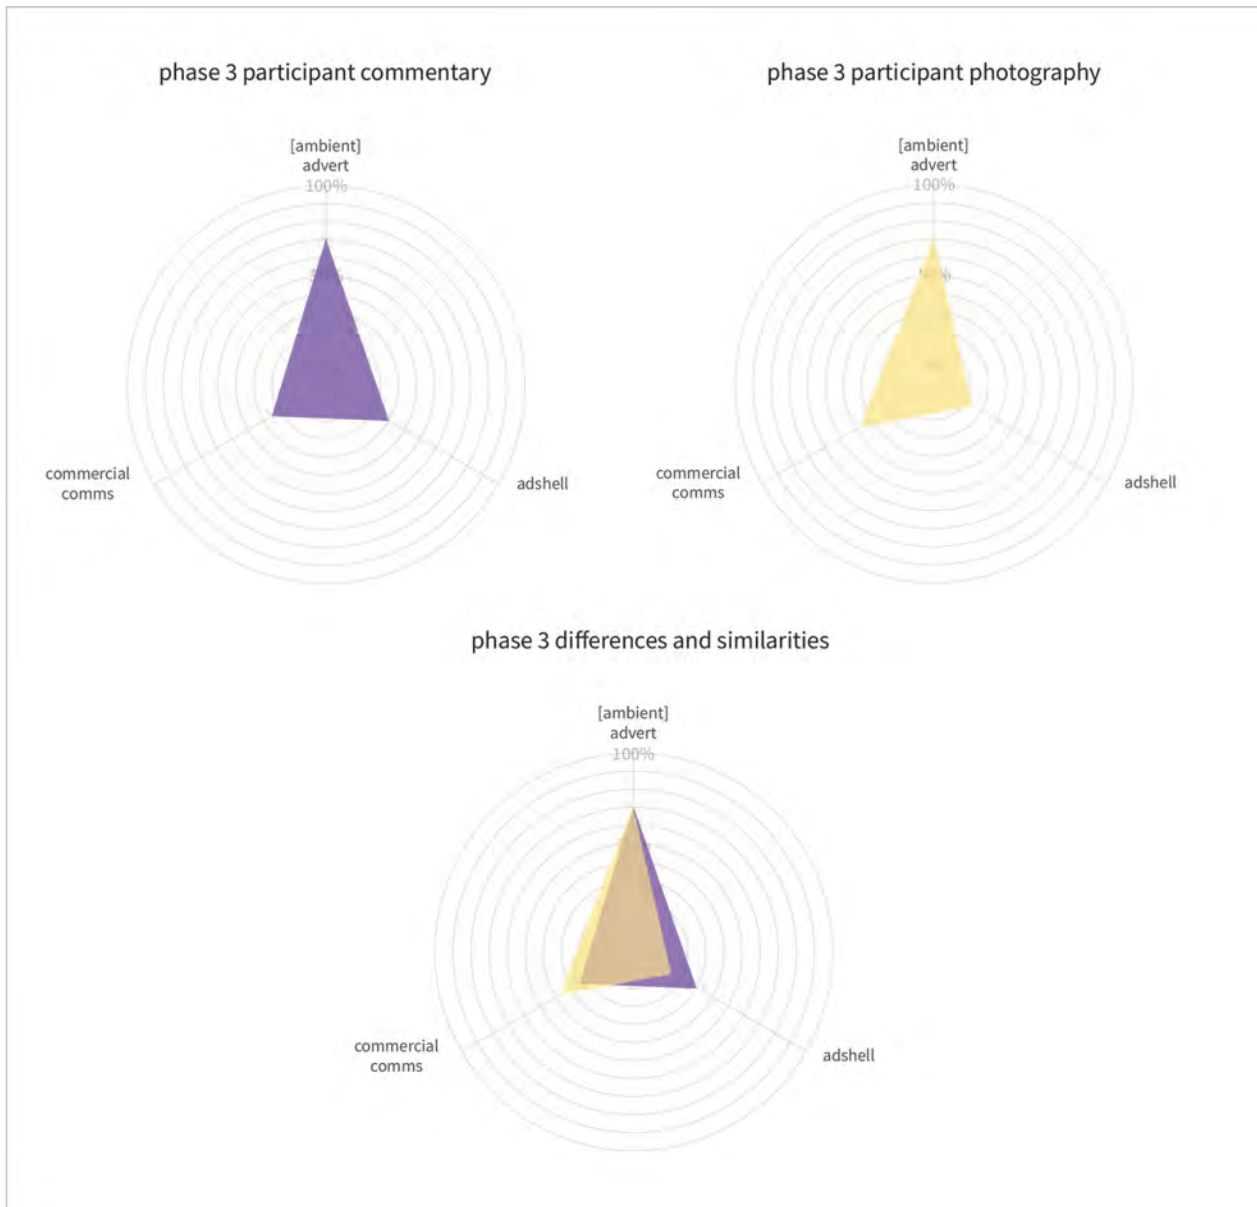 phase 3 participant commentary
[ambient]
advert
100%
commercial
comms
adshell
phase 3 participant photography
[ambient]
advert
100%
commercial
comms
adshell
phase 3 differences and similarities
[ambient]
advert
100%
commercial
comms
adshell